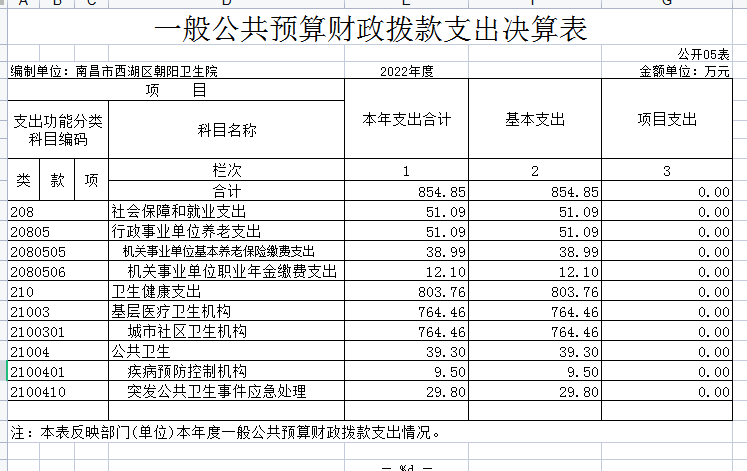 A B C D E F G
一般公共预算财政拨款支出决算表
公开05表
编制单位：南昌市西湖区朝阳卫生院 2022年度 金额单位：万元
项 目 本年支出合计 基本支出 项目支出
支出功能分类科目编码 科目名称
类 款 项 栏次 1 2 3
合计 854.85 854.85 0.00
208 社会保障和就业支出 51.09 51.09 0.00
20805 行政事业单位养老支出 51.09 51.09 0.00
2080505 机关事业单位基本养老保险缴费支出 38.99 38.99 0.00
2080506 机关事业单位职业年金缴费支出 12.10 12.10 0.00
210 卫生健康支出 803.76 803.76 0.00
21003 基层医疗卫生机构 764.46 764.46 0.00
2100301 城市社区卫生机构 764.46 764.46 0.00
21004 公共卫生 39.30 39.30 0.00
2100401 疾病预防控制机构 9.50 9.50 0.00
2100410 突发公共卫生事件应急处理 29.80 29.80 0.00
注：本表反映部门(单位)本年度一般公共预算财政拨款支出情况。
— %d —